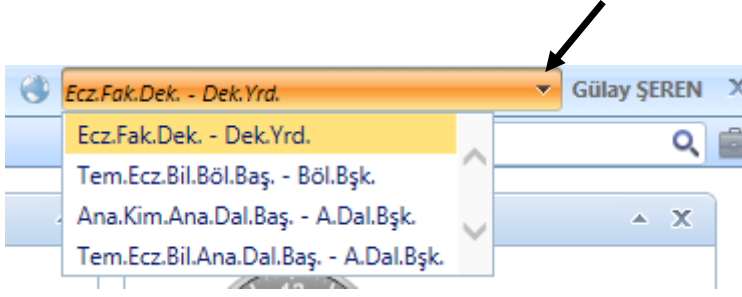 Ecz.Fak.Dek. - Dek.Yrd.
Gülay ŞEREN
Ecz.Fak.Dek. - Dek.Yrd.
Tem.Ecz.Bil.Böl.Baş. - Böl.Bşk.
Ana.Kim.Ana.Dal.Baş. - A.Dal.Bşk.
Tem.Ecz.Bil.Ana.Dal.Baş. - A.Dal.Bşk.
12